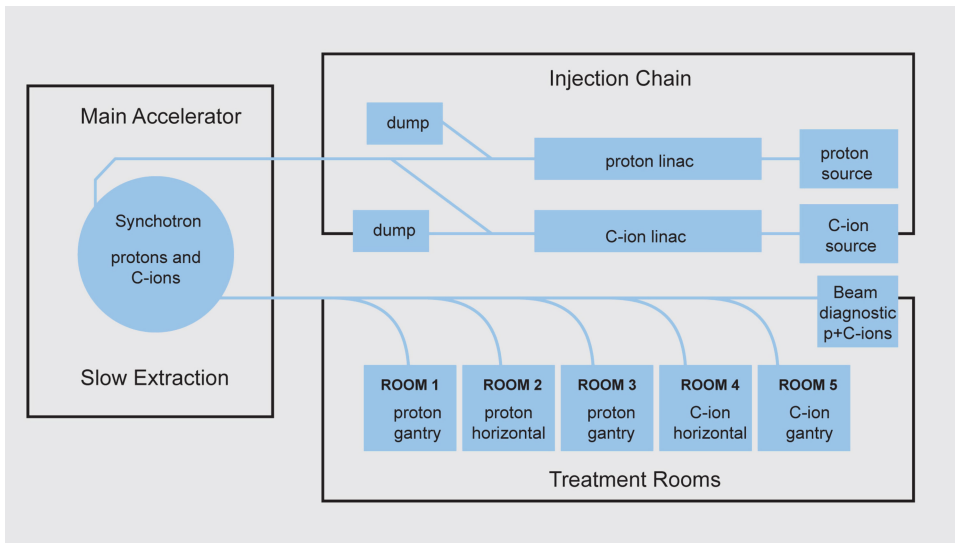 Main Accelerator
Synchotron
protons and
C-ions
Slow Extraction
Injection Chain
dump
proton linac
proton
source
dump
C-ion linac
C-ion
source
Beam
diagnostic
p+C-ions
ROOM 1
proton
gantry
ROOM 2
proton
horizontal
ROOM 3
proton
gantry
ROOM 4
C-ion
horizontal
ROOM 5
C-ion
gantry
Treatment Rooms